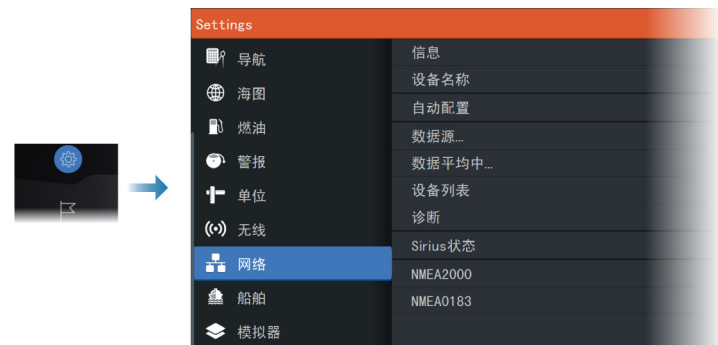 Settings
导航
海图
燃油
警报
单位
无线
网络
船舶
模拟器
信息
设备名称
自动配置
数据源…
数据平均中…
设备列表
诊断
Sirius状态
NMEA2000
NMEA0183